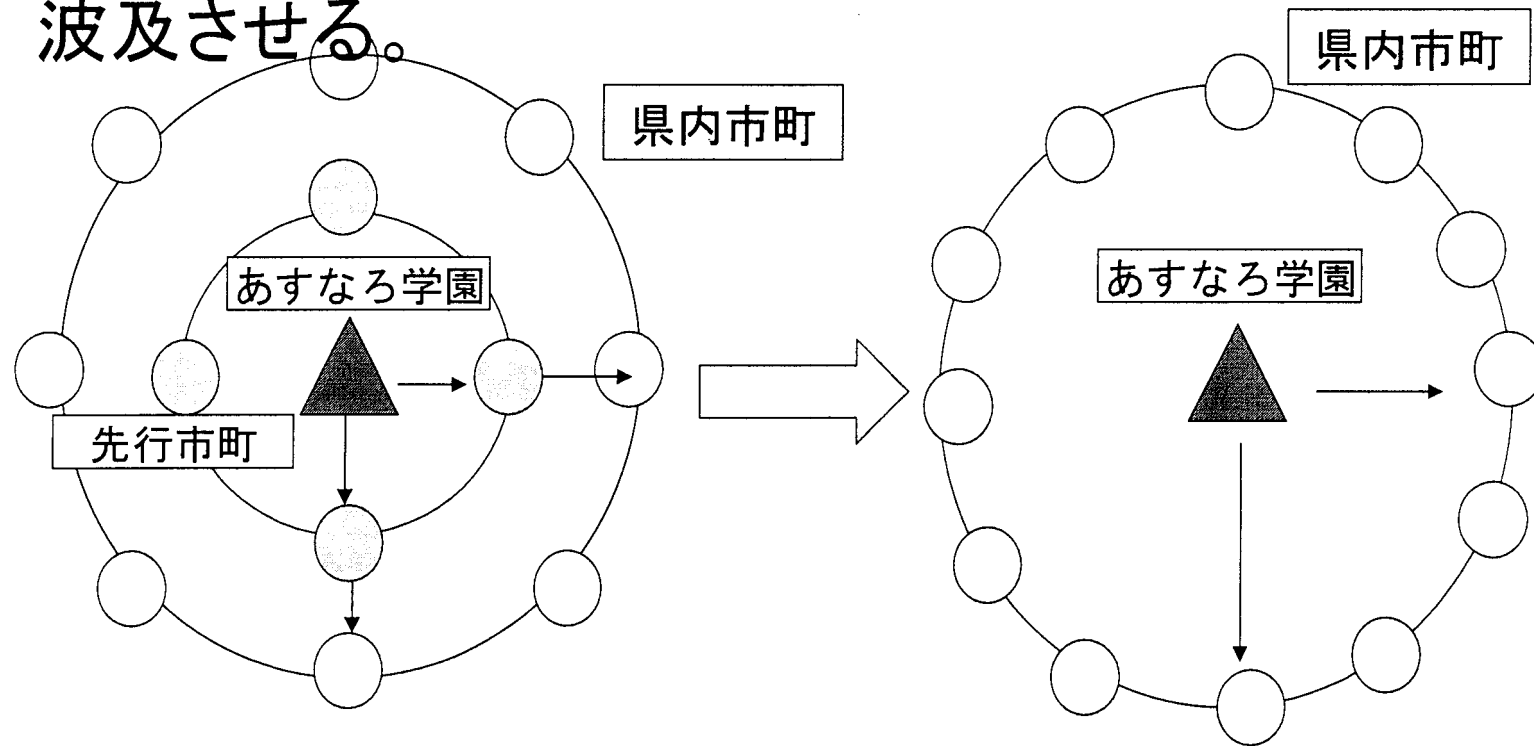 波及させる。
県内市町
あすなろ学園
先行市町
県内市町
あすなろ学園